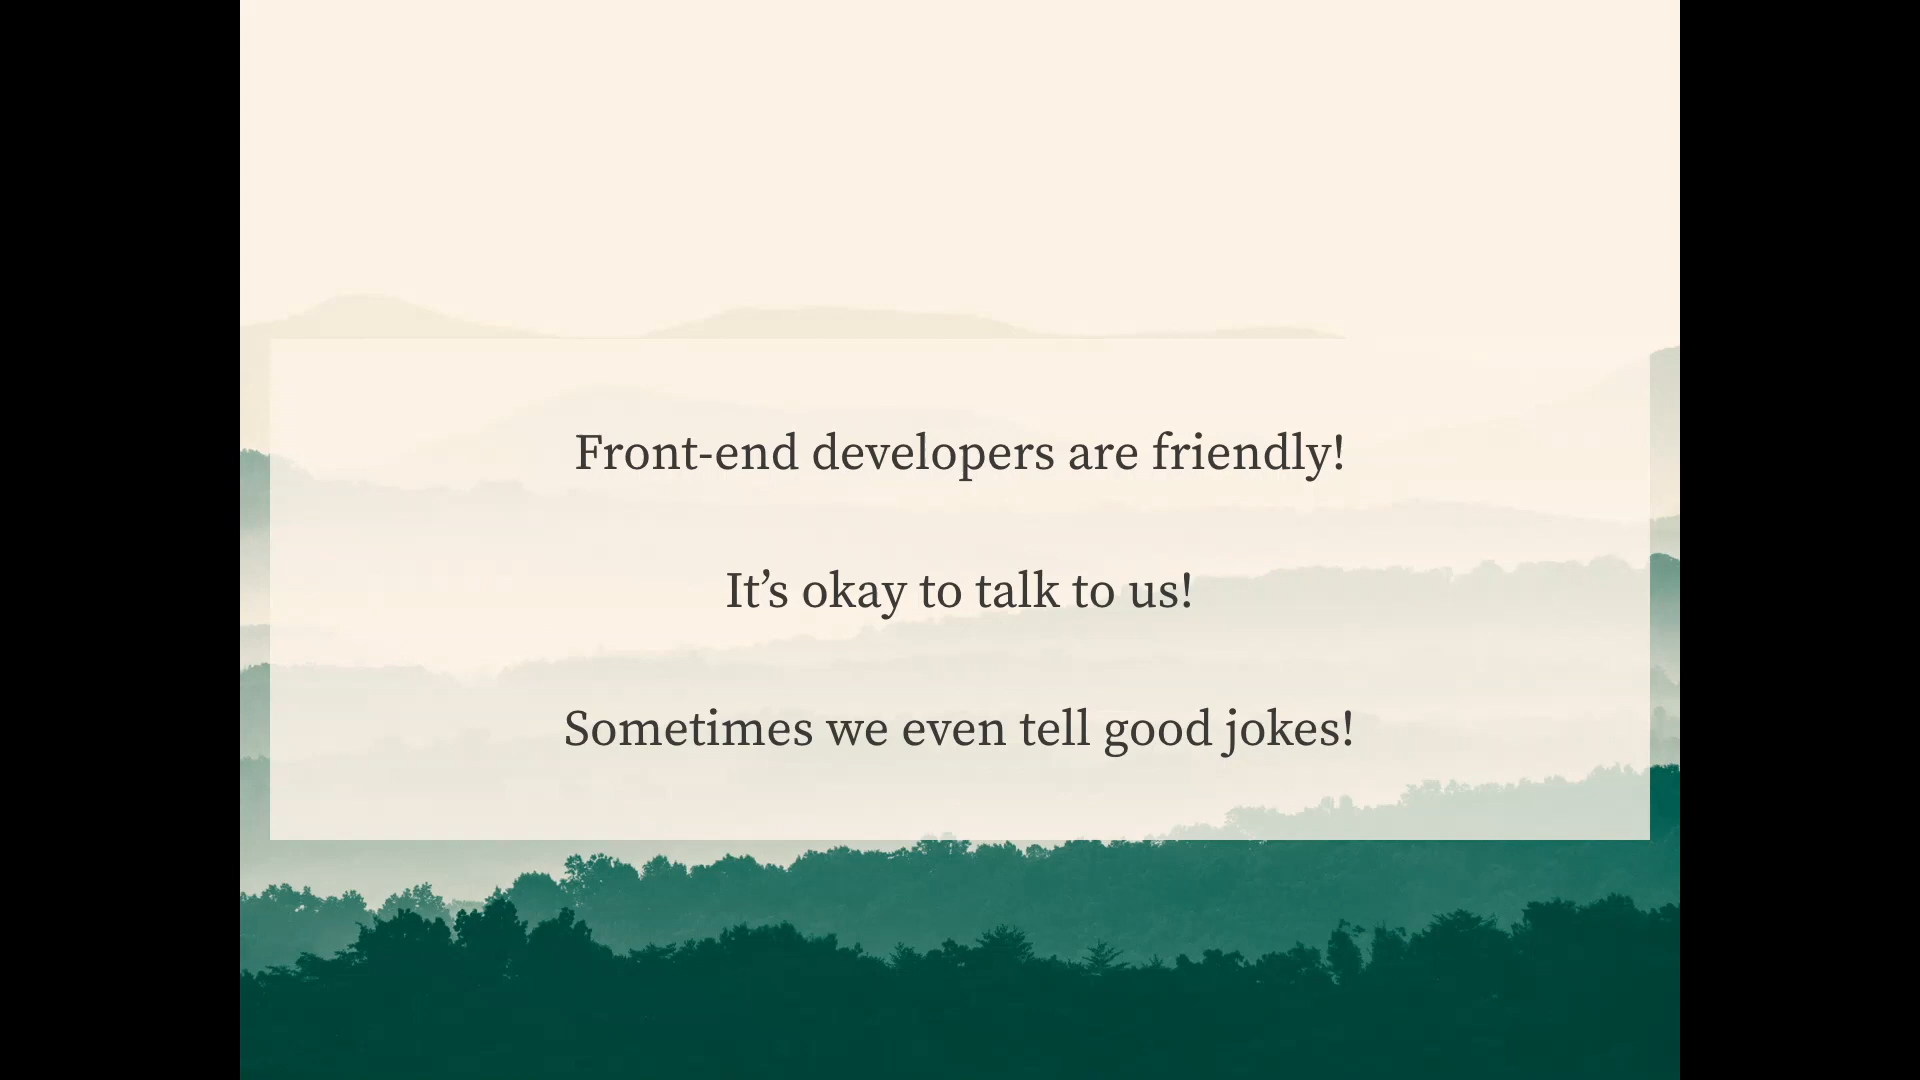 Front-end developers are friendly!
It’s okay to talk to us!
Sometimes we even tell good jokes!